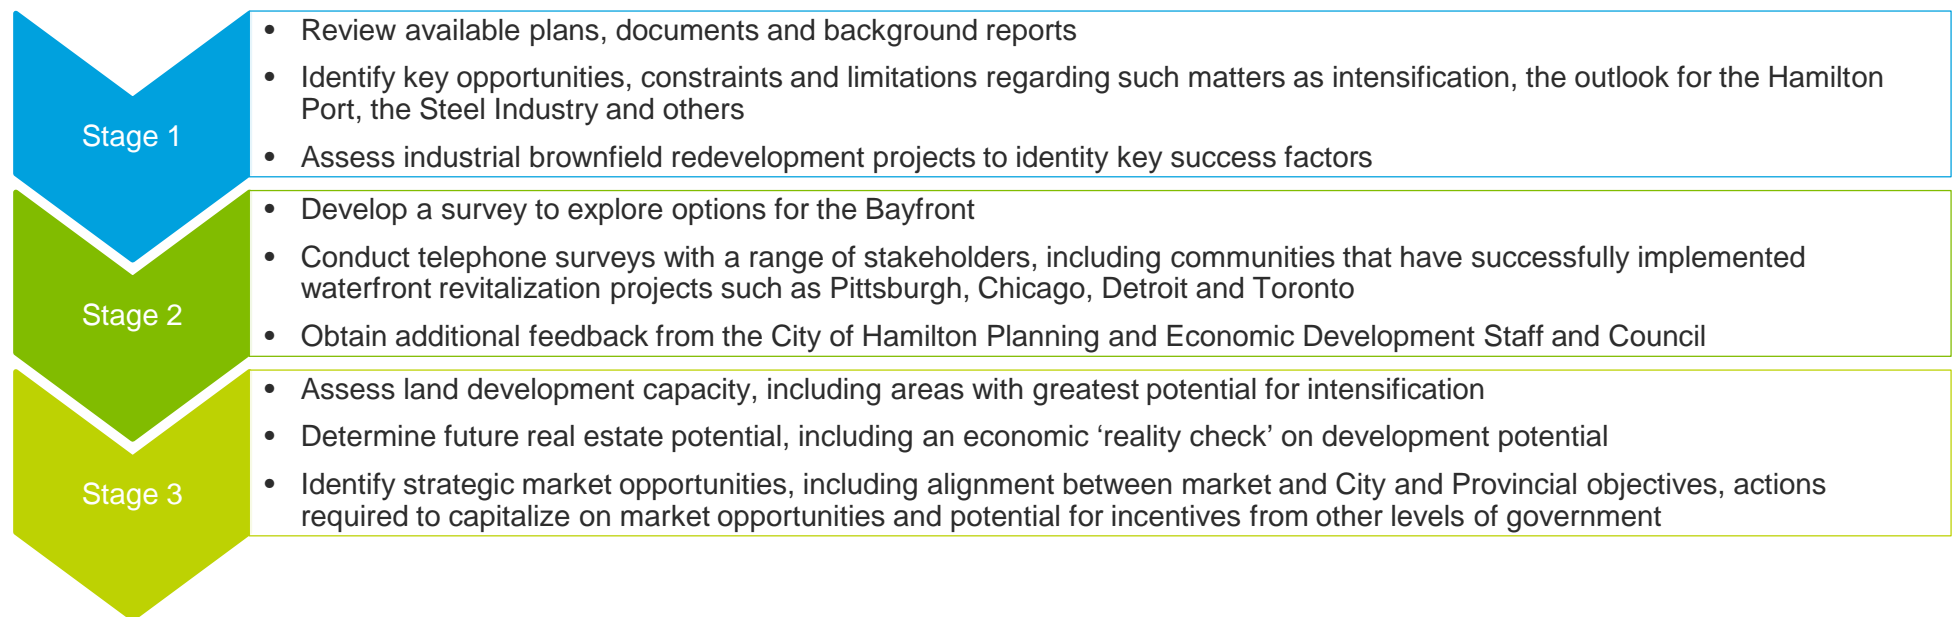 Stage 1
• Review available plans, documents and background reports
• Identify key opportunities, constraints and limitations regarding such matters as intensification, the outlook for the Hamilton
Port, the Steel Industry and others
• Assess industrial brownfield redevelopment projects to identity key success factors
Stage 2
• Develop a survey to explore options for the Bayfront
• Conduct telephone surveys with a range of stakeholders, including communities that have successfully implemented
waterfront revitalization projects such as Pittsburgh, Chicago, Detroit and Toronto
• Obtain additional feedback from the City of Hamilton Planning and Economic Development Staff and Council
Stage 3
• Assess land development capacity, including areas with greatest potential for intensification
• Determine future real estate potential, including an economic ‘reality check’ on development potential
• Identify strategic market opportunities, including alignment between market and City and Provincial objectives, actions
required to capitalize on market opportunities and potential for incentives from other levels of government